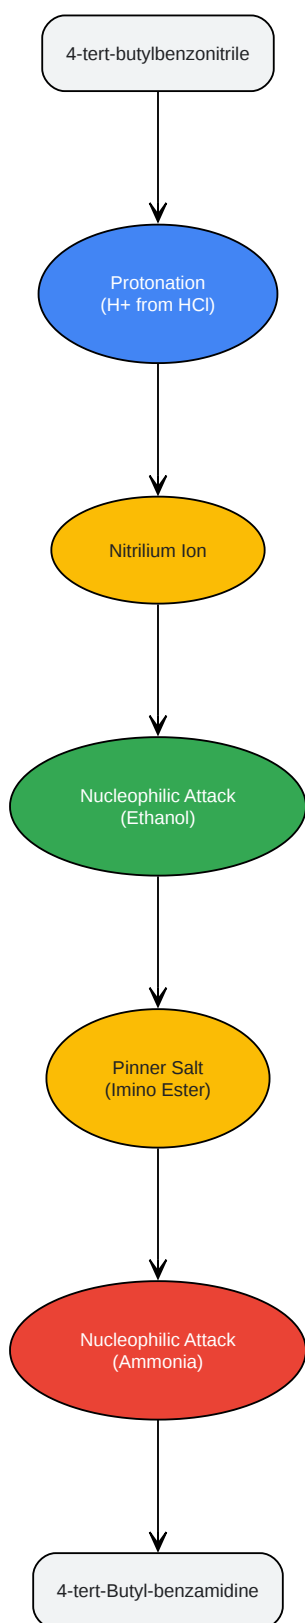 4-tert-butylbenzonitrile
Protonation
(H+ from HCl)
Nitrilium Ion
Nucleophilic Attack
(Ethanol)
Pinner Salt
(Imino Ester)
Nucleophilic Attack
(Ammonia)
4-tert-Butyl-benzamidine